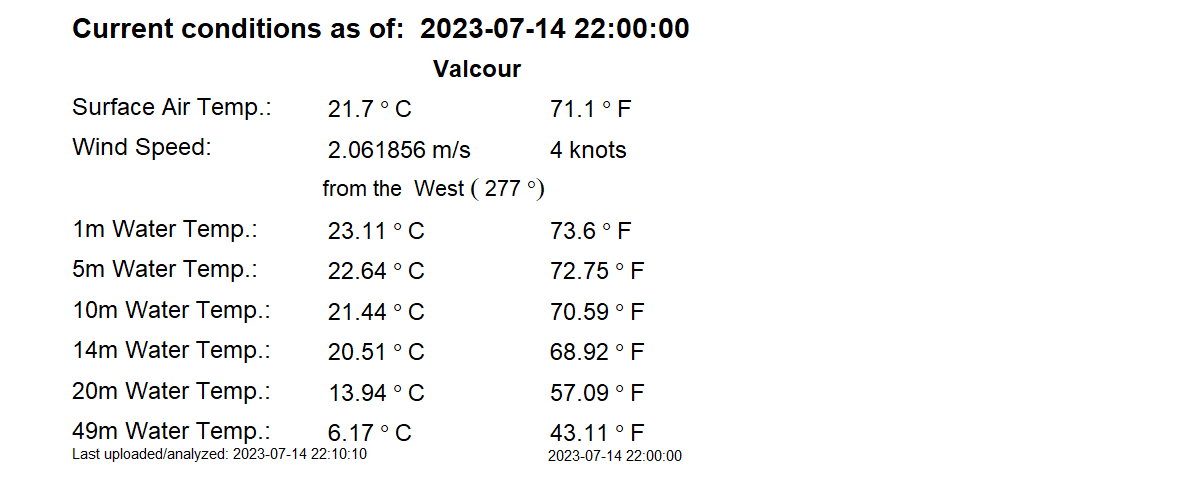 Current conditions as of: 2023-07-14 22:00:00
Valcour
Surface Air Temp.: 21.7 ° C 71.1 ° F
Wind Speed: 2.061856 m/s 4 knots
from the West ( 277 °)
1m Water Temp.: 23.11 ° C 73.6 ° F
5m Water Temp.: 22.64 ° C 72.75 ° F
10m Water Temp.: 21.44 ° C 70.59 ° F
14m Water Temp.: 20.51 ° C 68.92 ° F
20m Water Temp.: 13.94 ° C 57.09 ° F
49m Water Temp.: 6.17 ° C 43.11 ° F
Last uploaded/analyzed: 2023-07-14 22:10:10 2023-07-14 22:00:00